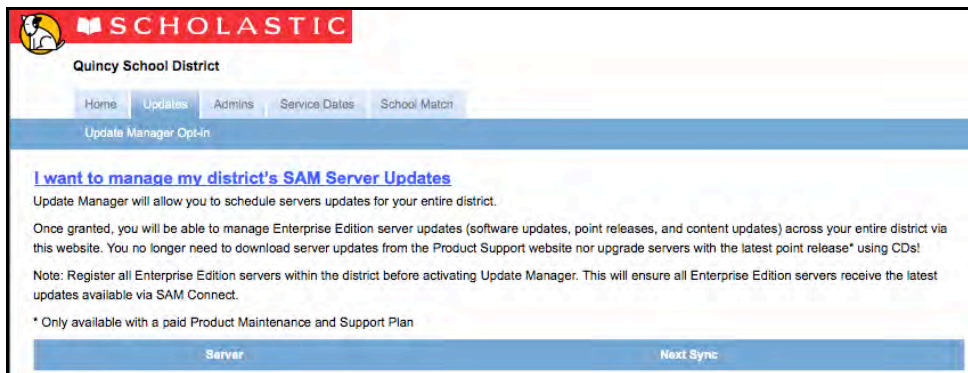 SCHOLASTIC
Quincy School District
Home Updates Admins Service Dates School Match
Update Manager Opt-in
I want to manage my district's SAM Server Updates
Update Manager will allow you to schedule servers updates for your entire district.
Once granted, you will be able to manage Enterprise Edition server updates (software updates, point releases, and content updates) across your entire district via
this website. You no longer need to download server updates from the Product Support website nor upgrade servers with the latest point release* using CDs!
Note: Register all Enterprise Edition servers within the district before activating Update Manager. This will ensure all Enterprise Edition servers receive the latest
updates available via SAM Connect.
* Only available with a paid Product Maintenance and Support Plan
Server Next Sync